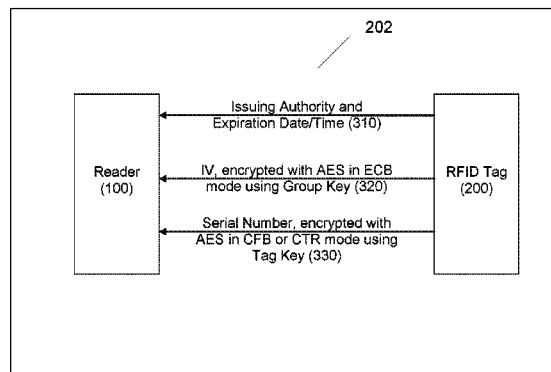 202
Issuing Authority and
Expiration Date/Time (310)
Reader
(100)
IV, encrypted with AES in ECB
mode using Group Key (320)
RFID Tag
(200)
Serial Number, encrypted with
AES in CFB or CTR mode using
Tag Key (330)